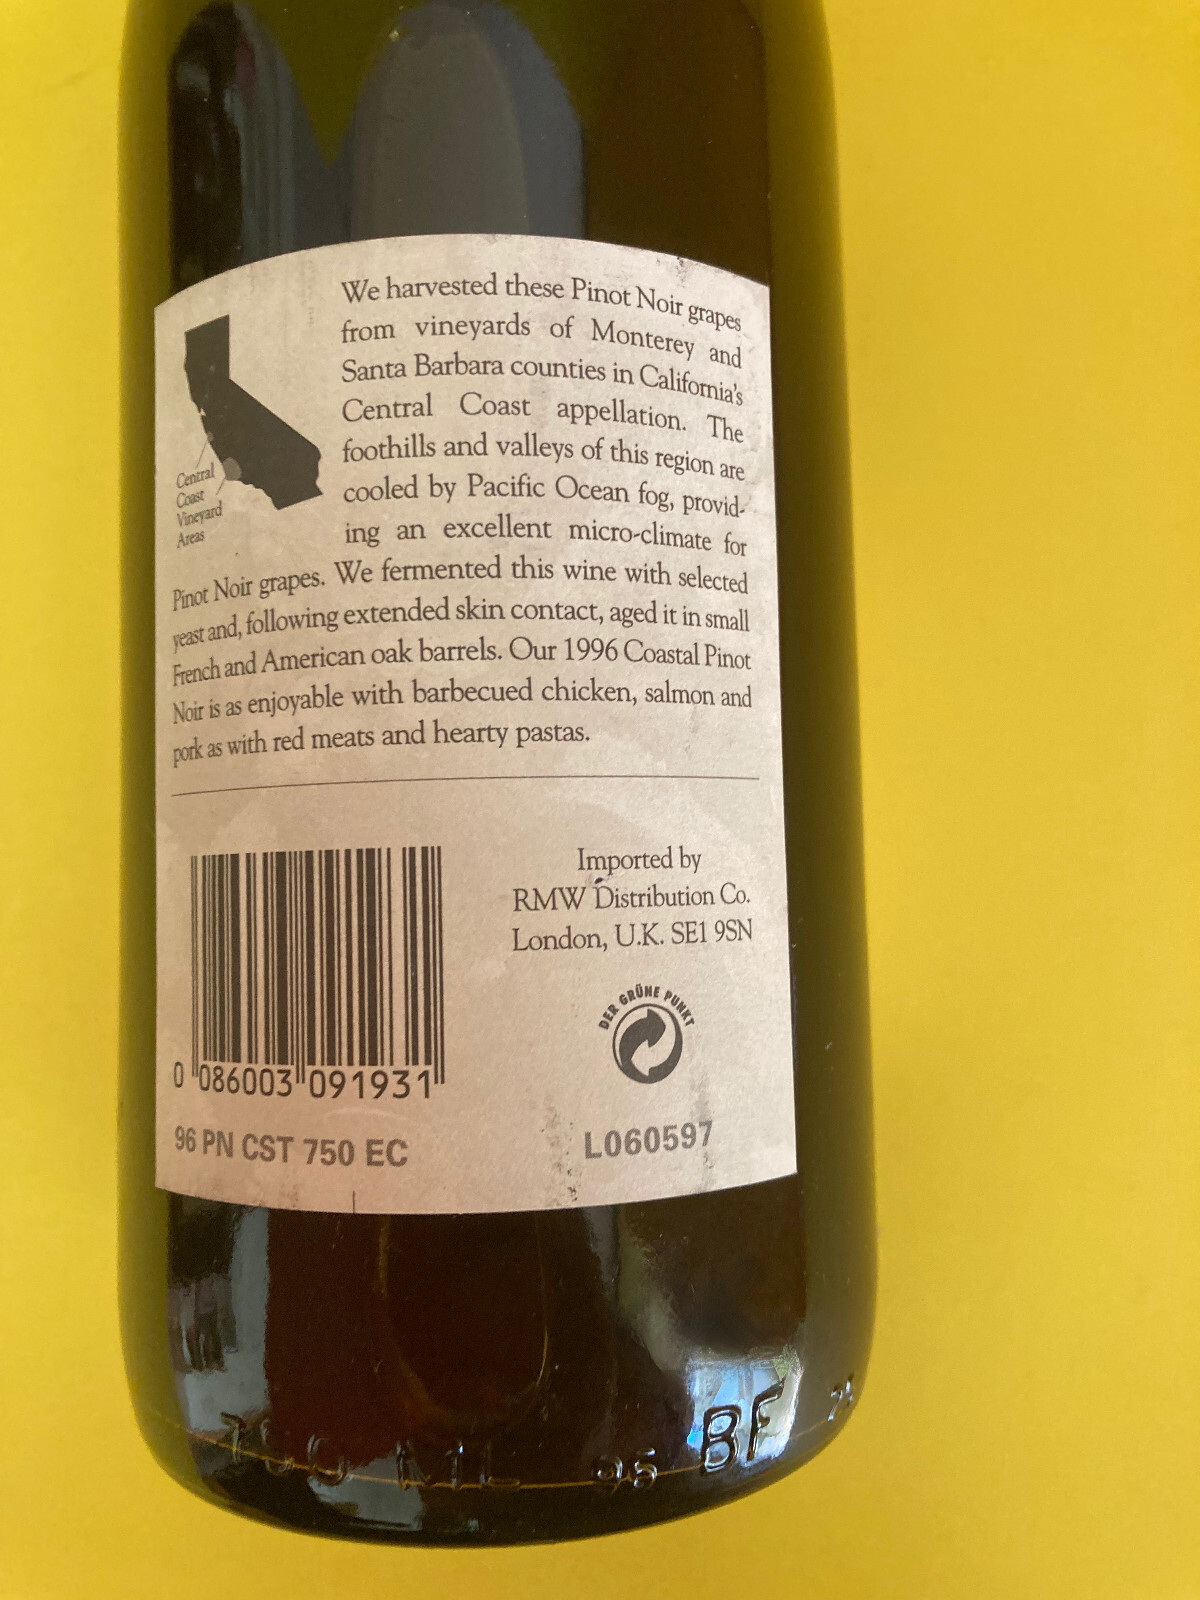 We harvested these Pinot Noir grapes
from vineyards of Monterey and
Santa Barbara counties in California's
Central Coast appellation. The
foothills and valleys of this region are
cooled by Pacific Ocean fog, provid-
ing an excellent micro-climate for
Pinot Noir grapes. We fermented this wine with selected
yeast and, following extended skin contact, aged it in small
French and American oak barrels. Our 1996 Coastal Pinot
Noir is as enjoyable with barbecued chicken, salmon and
pork as with red meats and hearty pastas.
Central
Coast
Vineyard
Areas
Imported by
RMW Distribution Co.
London, U.K. SE1 9SN
DER GRÜNE PUNKT
0 086003 091931
96 PN CST 750 EC
L060597
750 ML BF